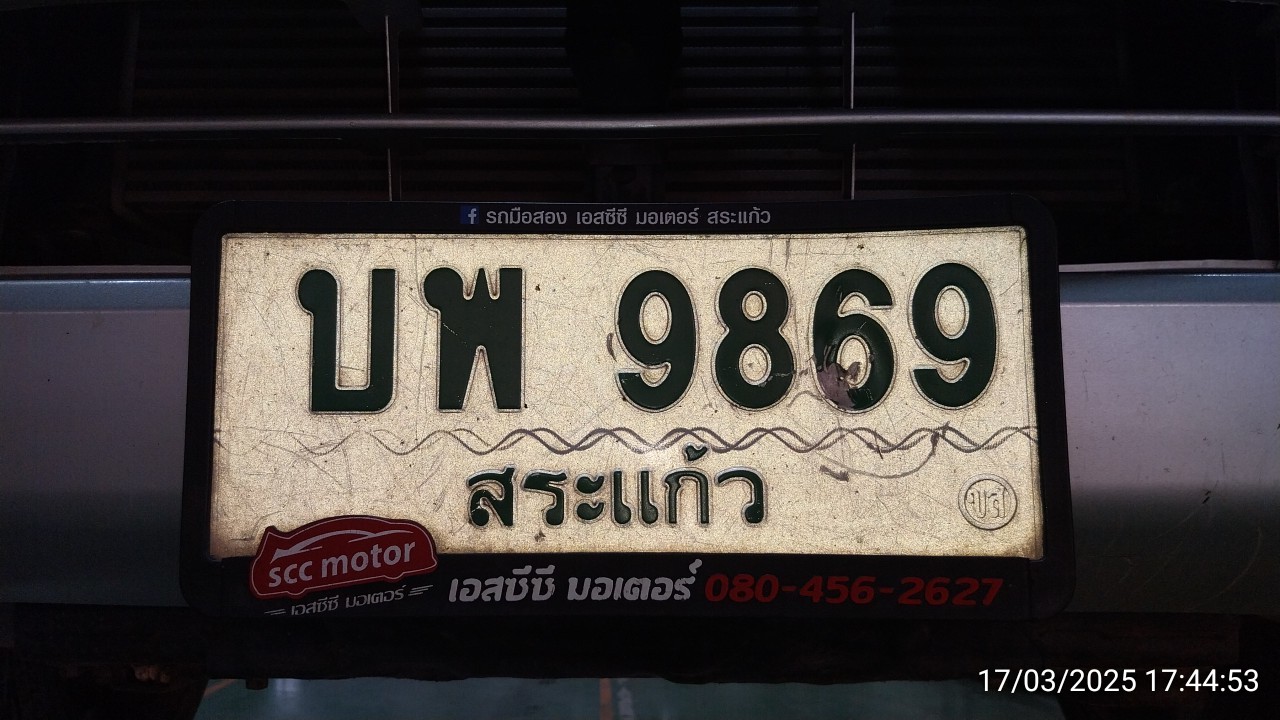 f รถมือสอง เอสซีซี มอเตอร์ สระแก้ว
บพ 9869
สระแก้ว
ขส
scc motor
เอสซีซี มอเตอร์
เอสซีซี มอเตอร์ 080-456-2627
17/03/2025 17:44:53